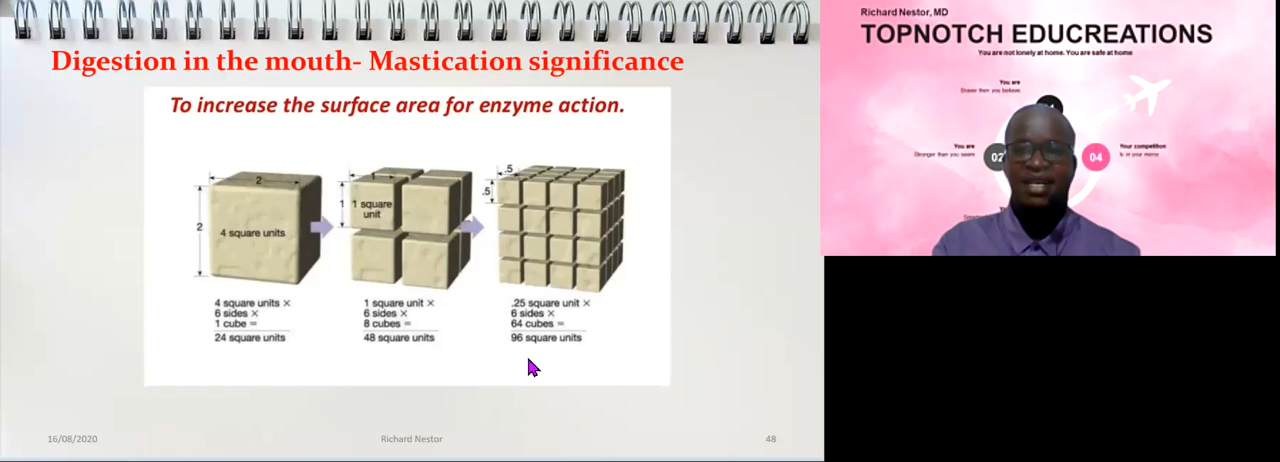 Digestion in the mouth- Mastication significance
To increase the surface area for enzyme action.
2
2
4 square units
4 square units ×
6 sides ×
1 cube =
24 square units
1
1
1 square
unit
1 square unit ×
6 sides ×
8 cubes =
48 square units
.5
.5
.25 square unit ×
6 sides ×
64 cubes =
96 square units
16/08/2020
Richard Nestor
48
Richard Nestor, MD
TOPNOTCH EDUCREATIONS
You are not lonely at home. You are safe at home
You are
Braver then you believe
You are
Stronger then you seem
02
04
Your competition
Is in your mirror